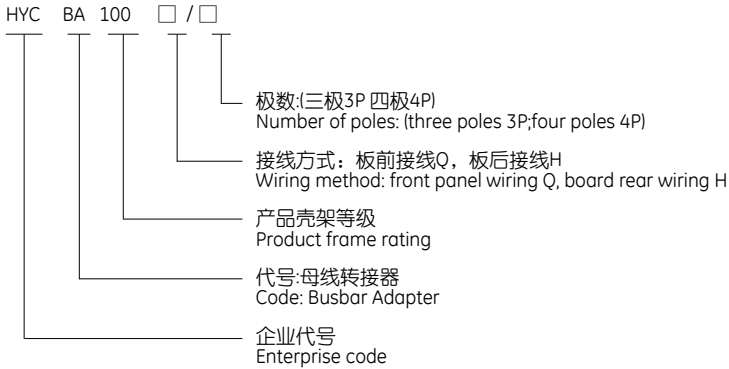 HYC BA 100 □ / □
极数:(三极3P 四极4P)
Number of poles: (three poles 3P;four poles 4P)
接线方式：板前接线Q，板后接线H
Wiring method: front panel wiring Q, board rear wiring H
产品壳架等级
Product frame rating
代号:母线转接器
Code: Busbar Adapter
企业代号
Enterprise code